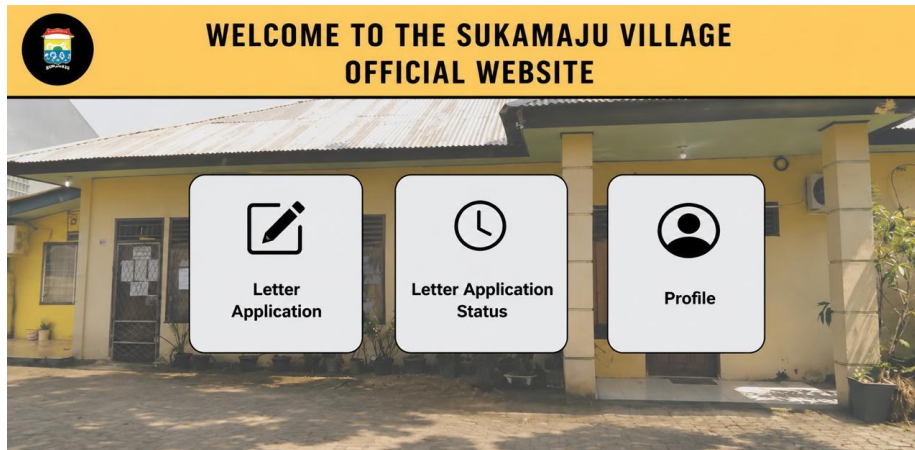 WELCOME TO THE SUKAMAJU VILLAGE
OFFICIAL WEBSITE
Letter
Application
Letter Application
Status
Profile